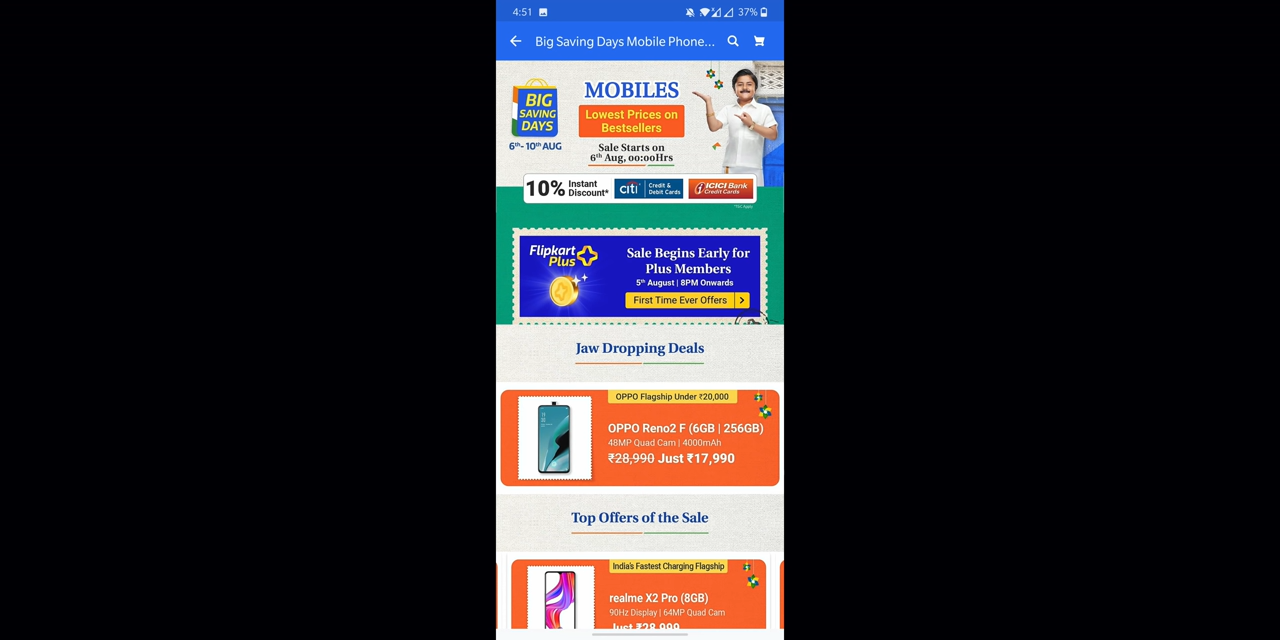 4:51
37%
Big Saving Days Mobile Phone...
BIG
SAVING
DAYS
6th-10th AUG
MOBILES
Lowest Prices on
Bestsellers
Sale Starts on
6th Aug, 00:00Hrs
10% Instant
Discount*
citi Credit &
Debit Cards
ICICI Bank
Credit Cards
*T&C Apply
Flipkart
Plus
Sale Begins Early for
Plus Members
5th August | 8PM Onwards
First Time Ever Offers >
Jaw Dropping Deals
OPPO Flagship Under ₹20,000
OPPO Reno2 F (6GB | 256GB)
48MP Quad Cam | 4000mAh
₹28,990 Just ₹17,990
Top Offers of the Sale
India's Fastest Charging Flagship
realme X2 Pro (8GB)
90Hz Display | 64MP Quad Cam
Just ₹28,999